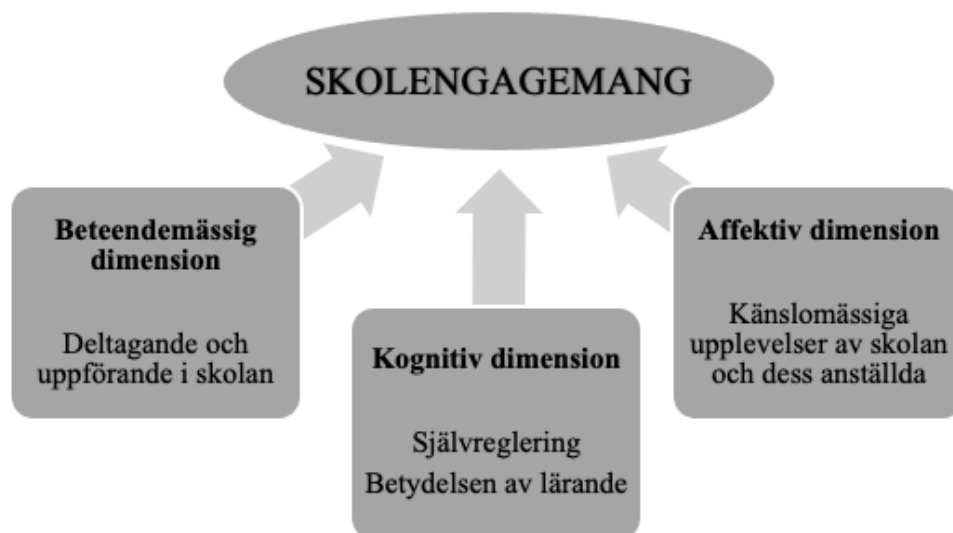 SKOLENGAGEMANG
Beteendemässig
dimension
Deltagande och
uppförande i skolan
Kognitiv dimension
Självreglering
Betydelsen av lärande
Affektiv dimension
Känslomässiga
upplevelser av skolan
och dess anställda